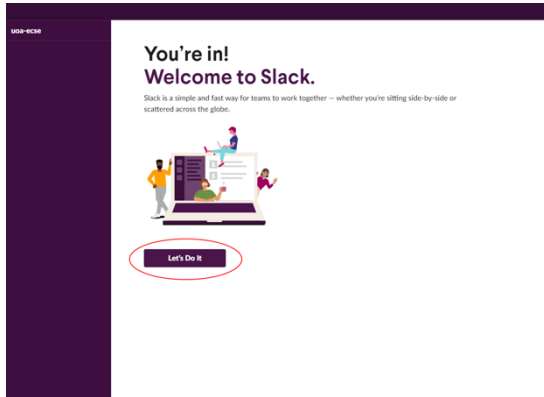 uoa-ecse
You're in!
Welcome to Slack.
Slack is a simple and fast way for teams to work together — whether you're sitting side-by-side or
scattered across the globe.
Let's Do It